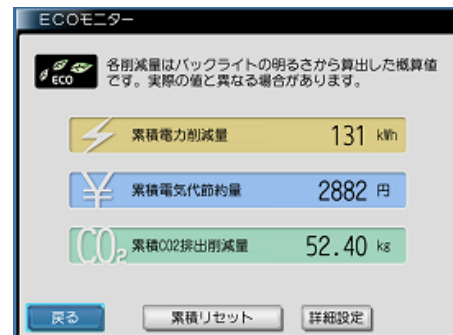 ECOモニター
各削減量はバックライトの明るさから算出した概算値
です。実際の値と異なる場合があります。
ECO
累積電力削減量 131 kWh
¥ 累積電気代節約量 2882 円
CO2 累積CO2排出削減量 52.40 kg
戻る 累積リセット 詳細設定